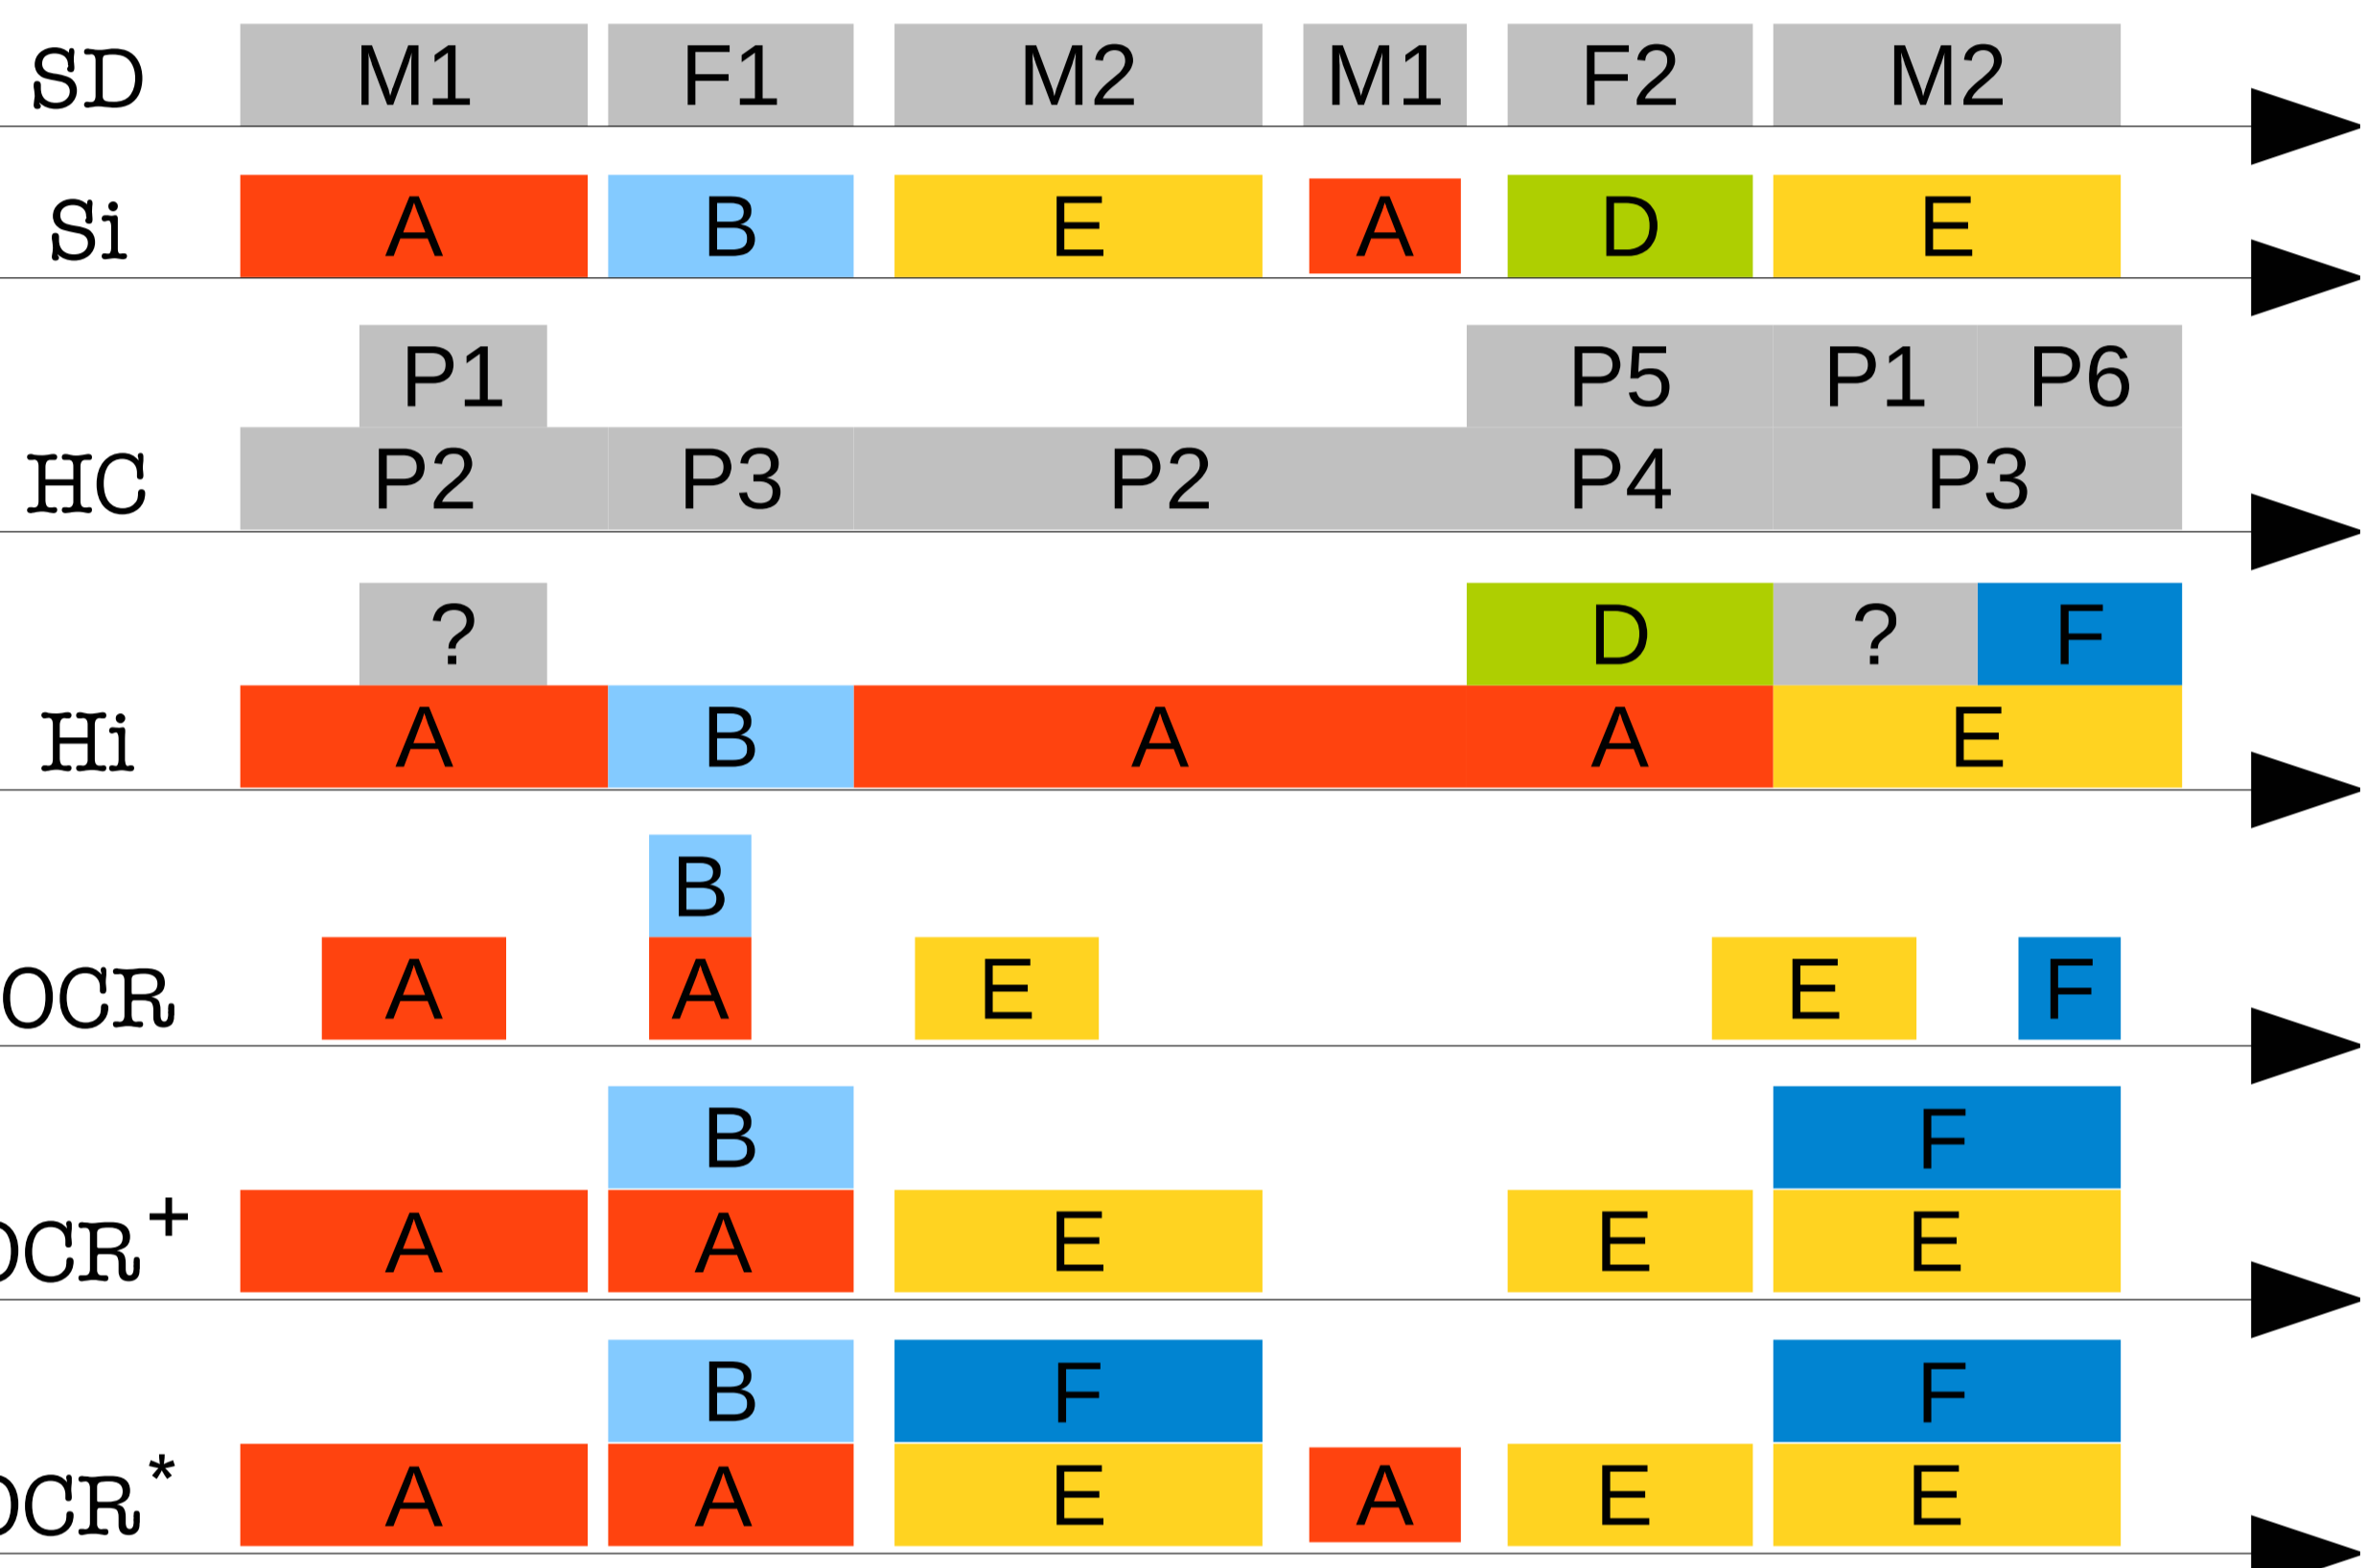 SD M1 F1 M2 M1 F2 M2
Si A B E A D E
P1 P5 P1 P6
HC P2 P3 P2 P4 P3
? D ? F
Hi A B A A E
B
OCR A A E E F
B F
OCR+ A A E E E
B F F
OCR* A A E A E E